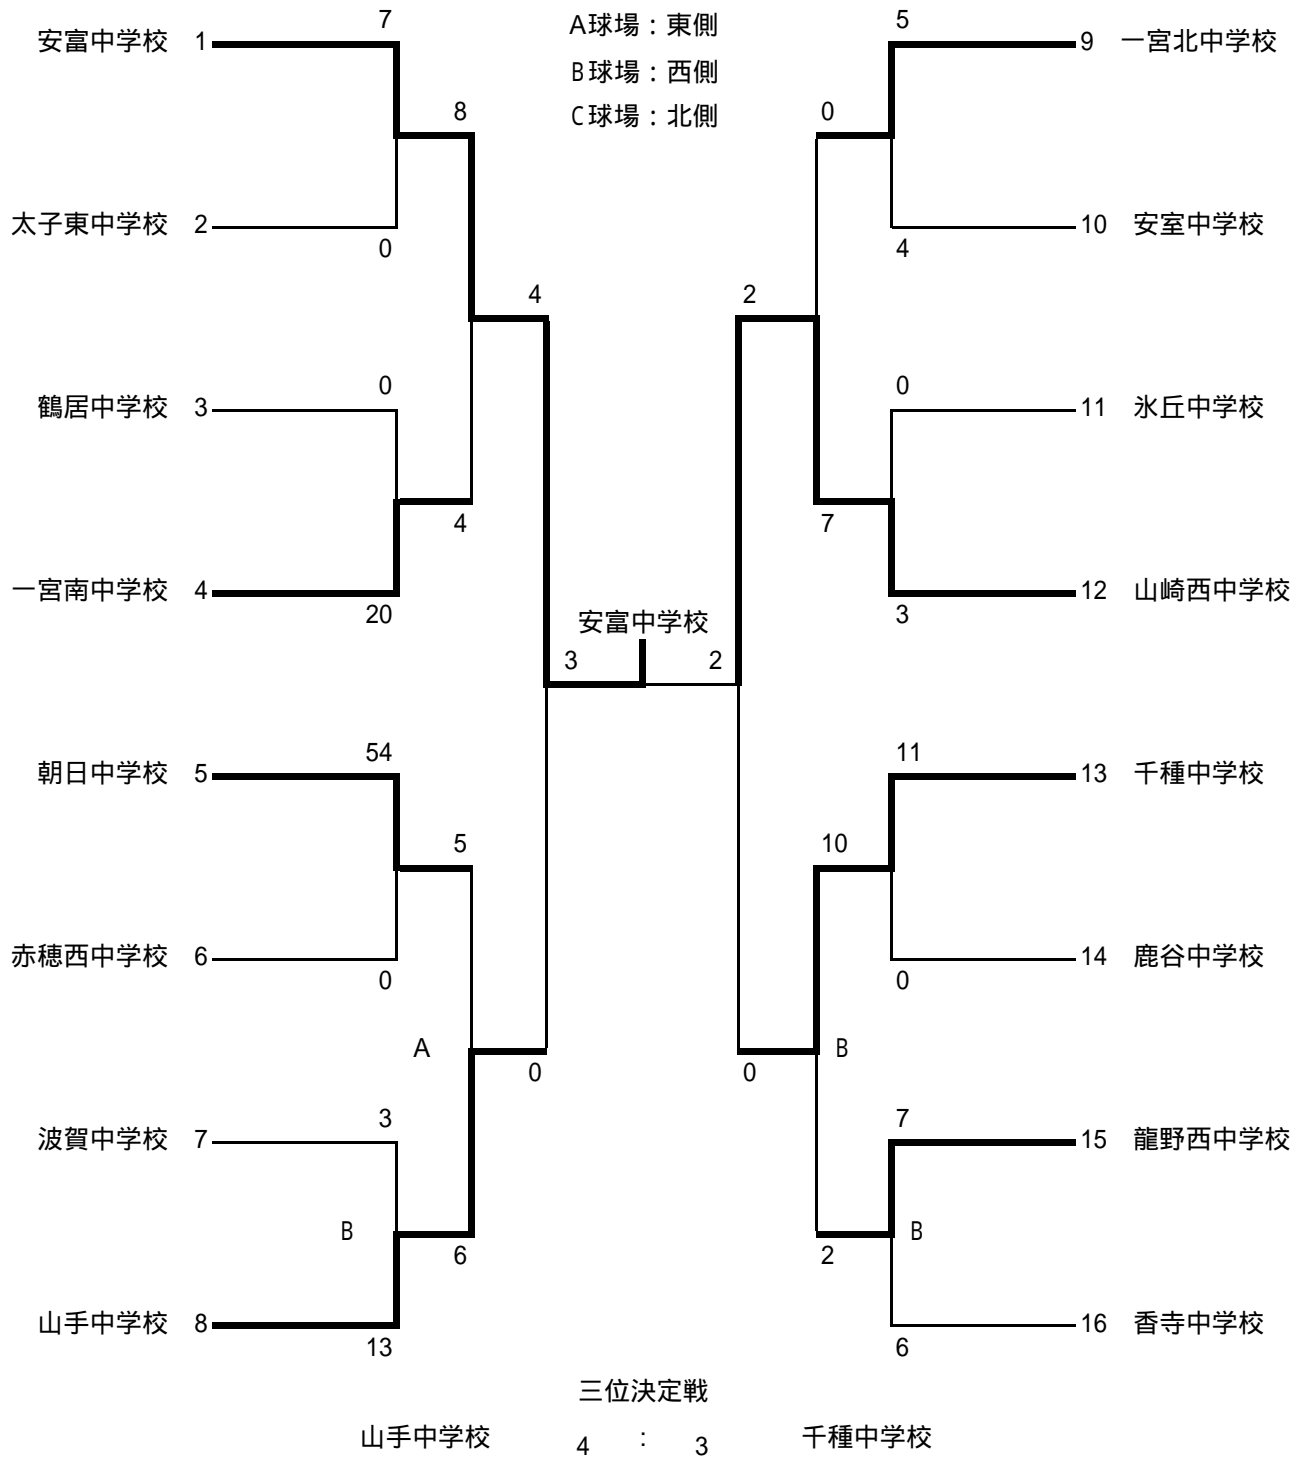 7
A球場：東側
5
安富中学校 1
9 一宮北中学校
B球場：西側
8
C球場：北側
0
太子東中学校 2
10 安室中学校
0
4
4
2
0
0
鶴居中学校 3
11 氷丘中学校
4
7
一宮南中学校 4
12 山崎西中学校
20
3
安富中学校
3
2
54
11
朝日中学校 5
13 千種中学校
5
10
赤穂西中学校 6
14 鹿谷中学校
0
0
A
B
0
0
3
7
波賀中学校 7
15 龍野西中学校
B
B
6
2
山手中学校 8
16 香寺中学校
13
6
三位決定戦
山手中学校 4 : 3 千種中学校